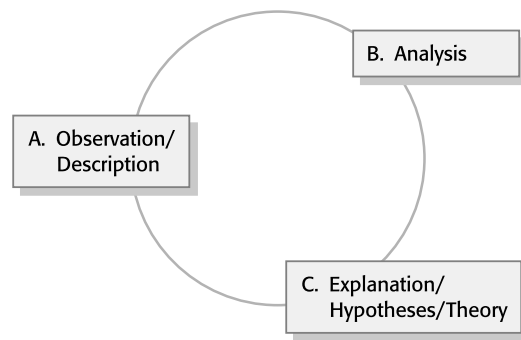 B. Analysis
A. Observation/
Description
C. Explanation/
Hypotheses/Theory